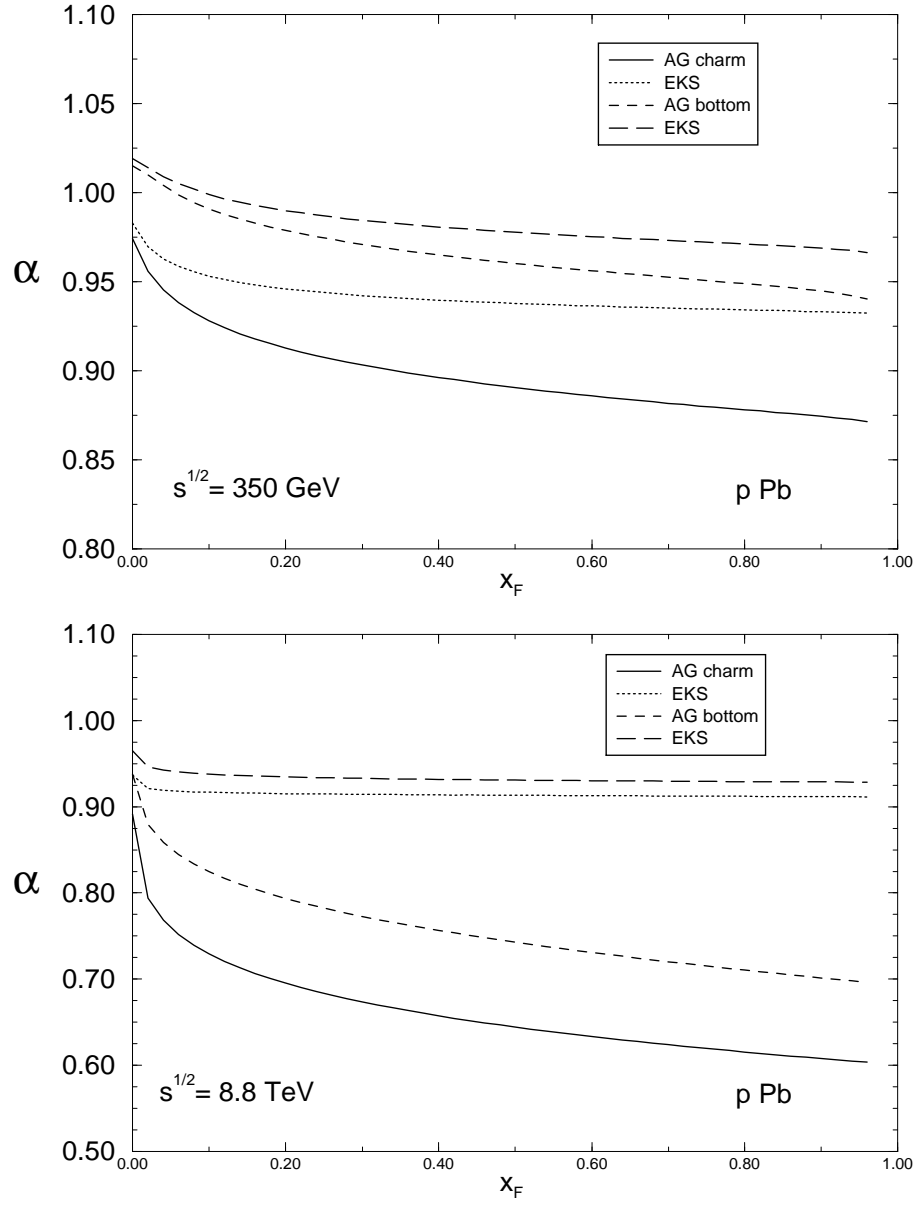 1.10
1.05
1.00
0.95
0.90
0.85
0.80
α
AG charm
EKS
AG bottom
EKS
s^1/2 = 350 GeV
p Pb
0.00 0.20 0.40 0.60 0.80 1.00
x_F
1.10
1.00
0.90
0.80
0.70
0.60
0.50
α
AG charm
EKS
AG bottom
EKS
s^1/2 = 8.8 TeV
p Pb
0.00 0.20 0.40 0.60 0.80 1.00
x_F